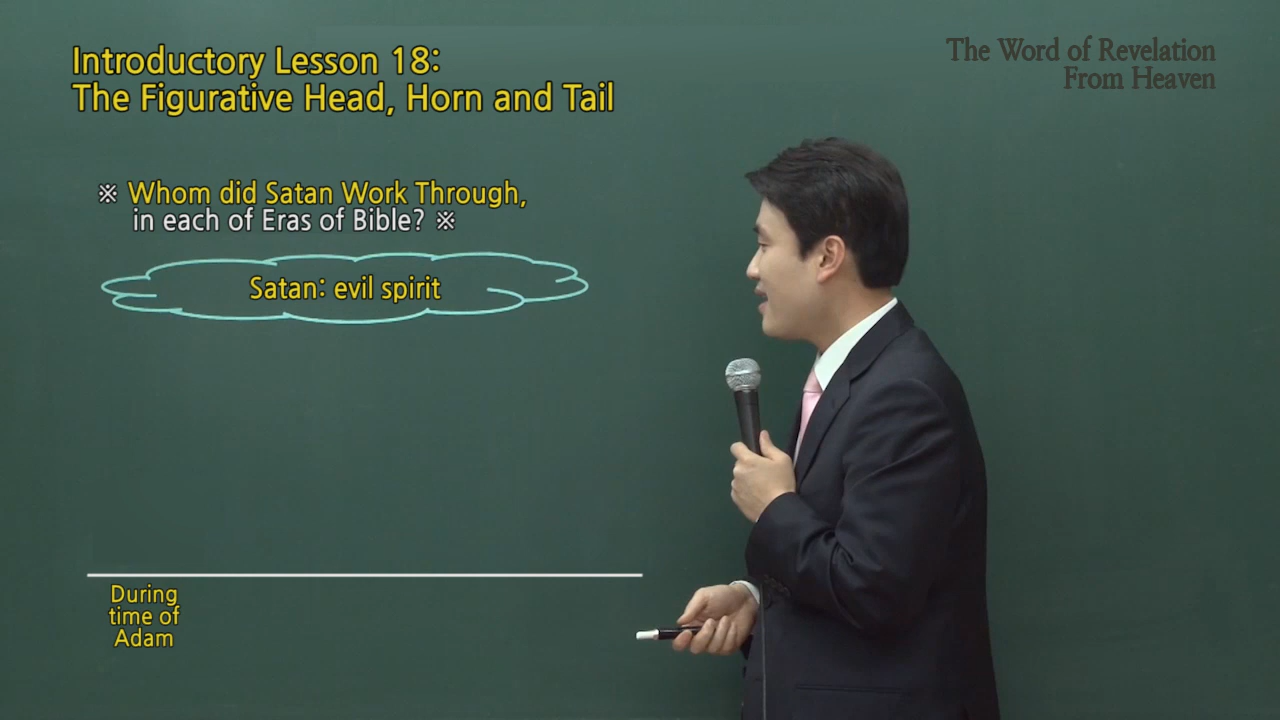 Introductory Lesson 18:
The Figurative Head, Horn and Tail
The Word of Revelation
From Heaven
※ Whom did Satan Work Through,
in each of Eras of Bible? ※
Satan: evil spirit
During
time of
Adam